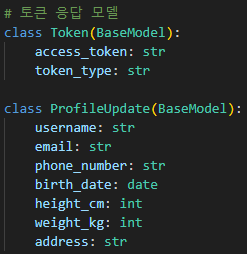 # 토큰 응답 모델
class Token(BaseModel):
    access_token: str
    token_type: str

class ProfileUpdate(BaseModel):
    username: str
    email: str
    phone_number: str
    birth_date: date
    height_cm: int
    weight_kg: int
    address: str